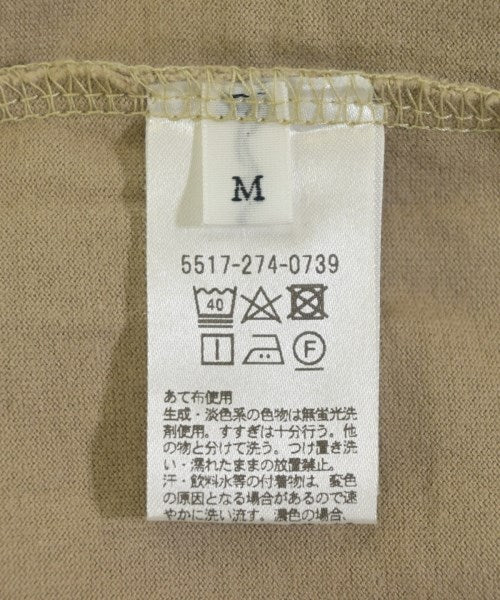 M
5517-274-0739
40
F
あて布使用
生成・淡色系の色物は無蛍光洗
剤使用。すすぎは十分行う。他
の物と分けて洗う。つけ置き洗
い・濡れたままの放置禁止。
汗・飲料水等の付着物は、変色
の原因となる場合があるので速
やかに洗い流す。濃色の場合、